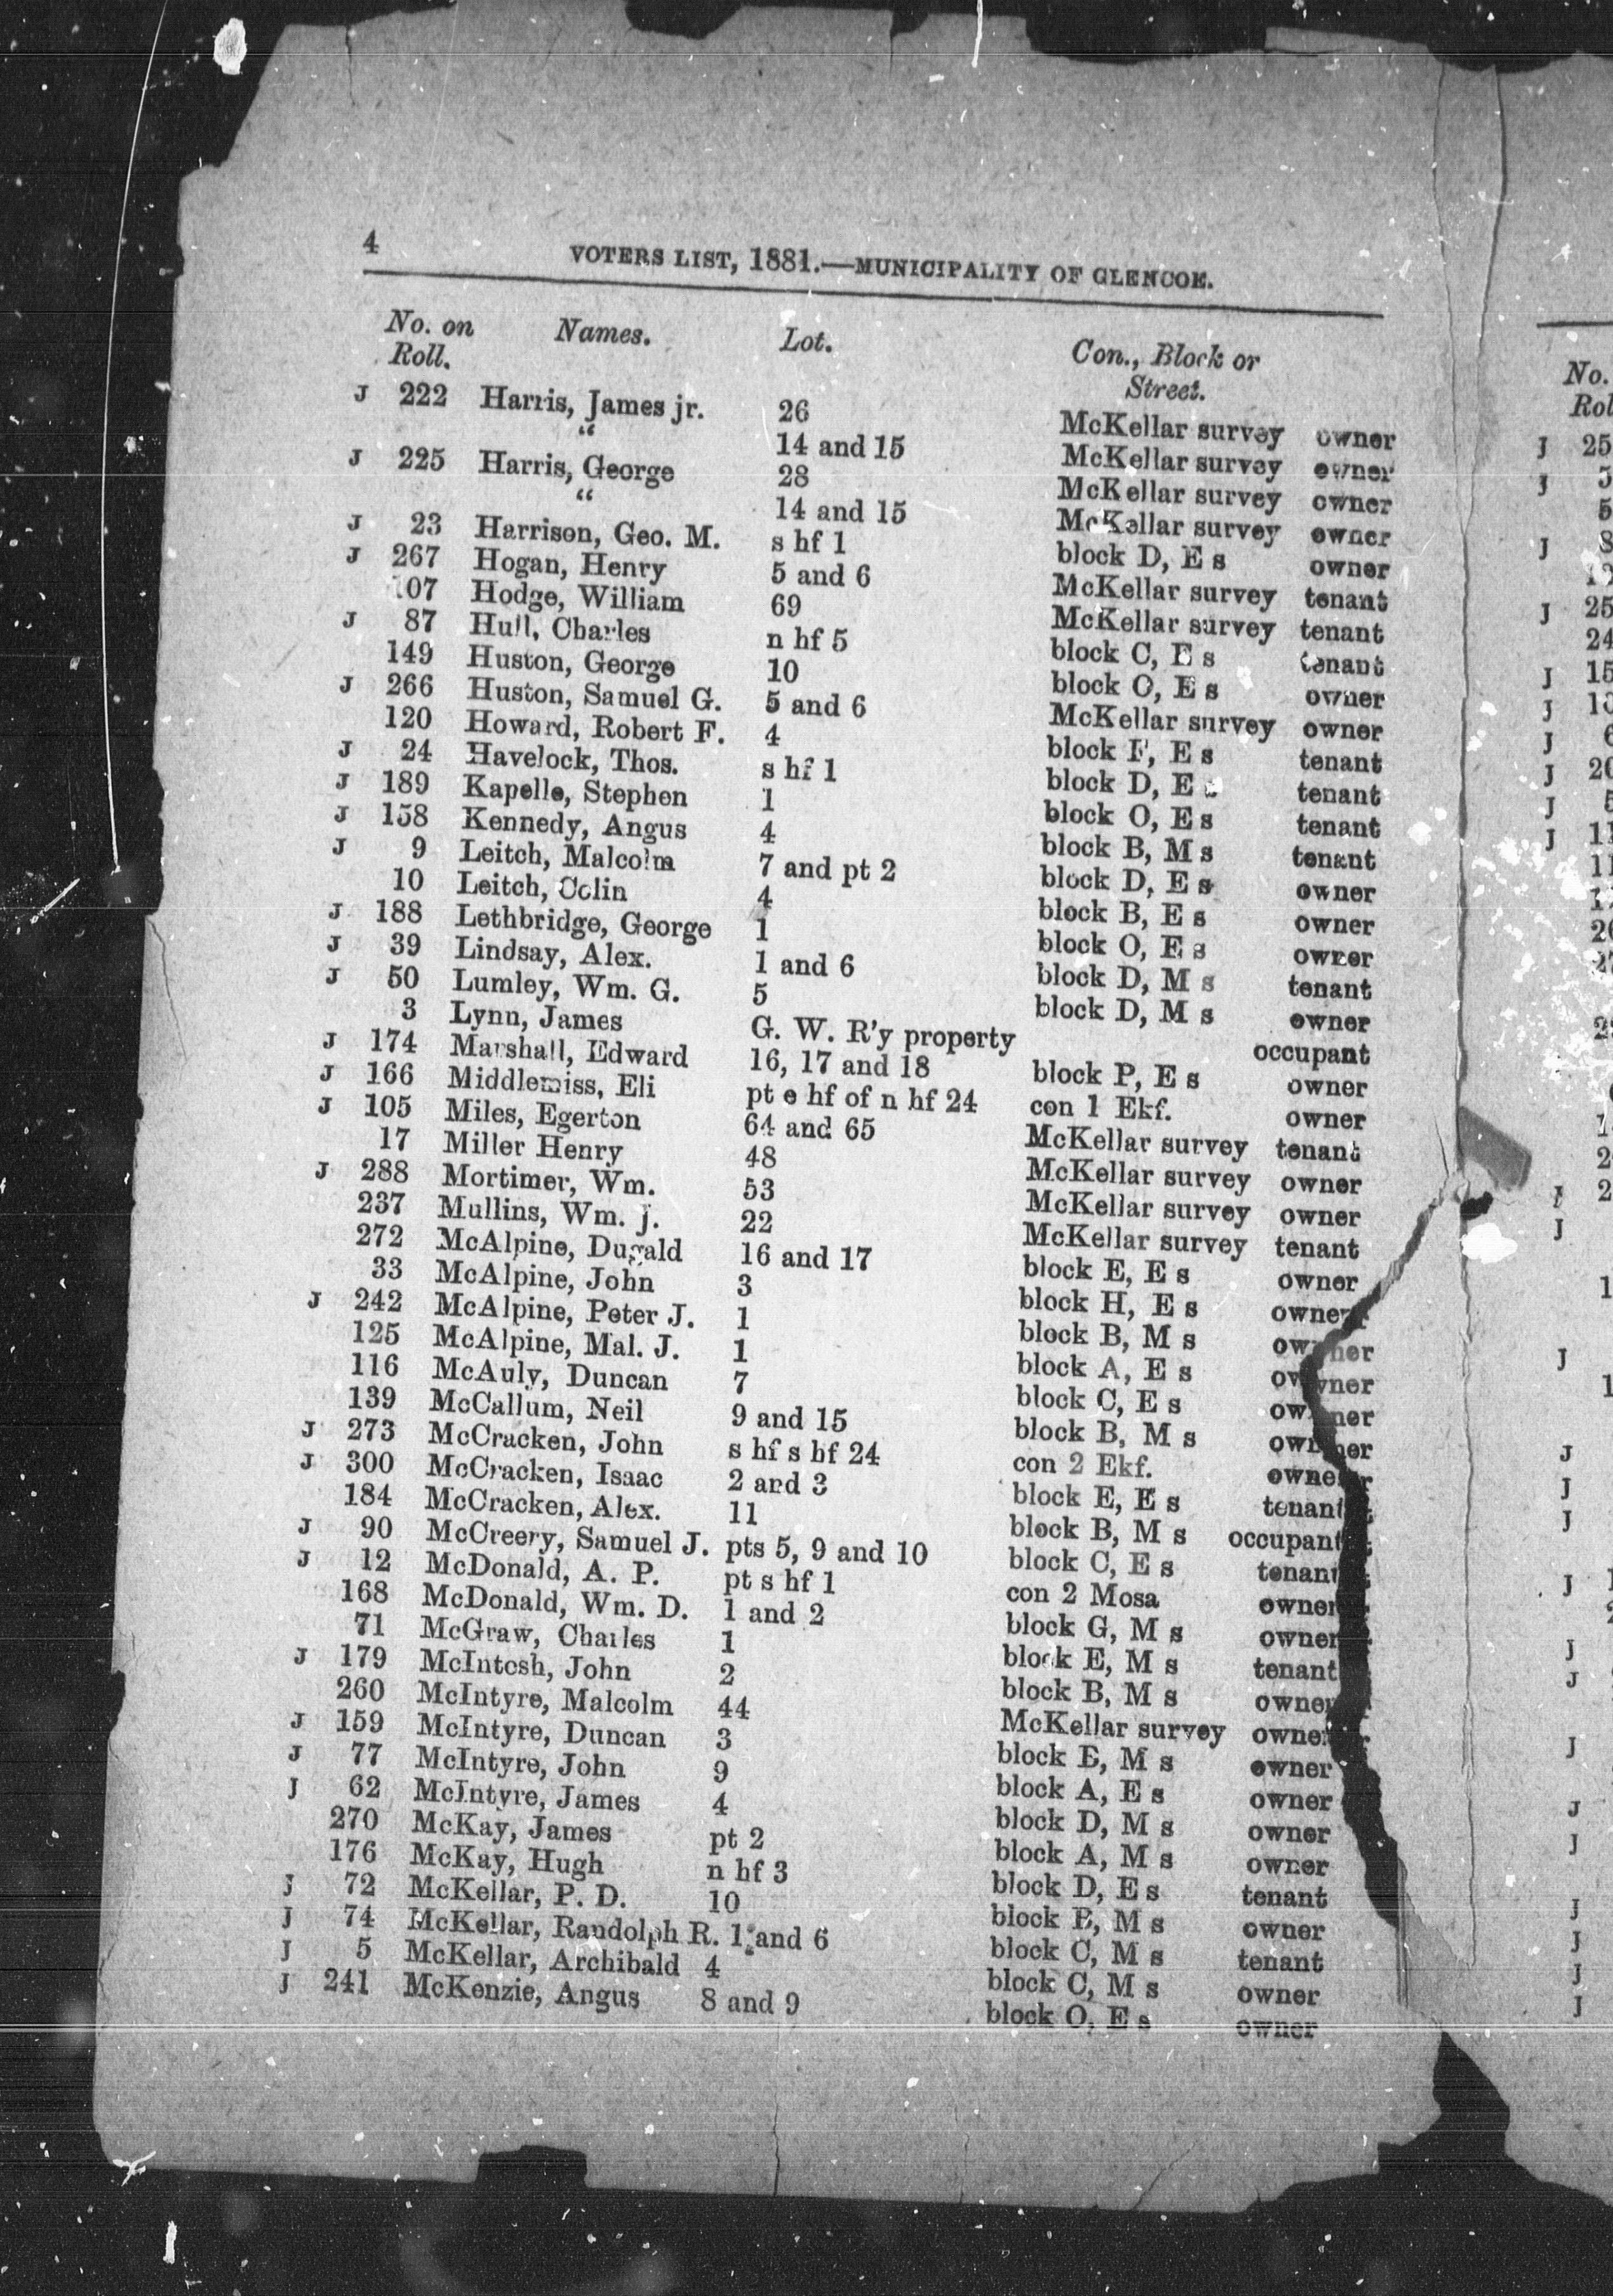 4 VOTERS LIST, 1881.—MUNICIPALITY OF GLENCOE.
No. on Roll. Names. Lot. Con., Block or Street.
J 222 Harris, James jr. 26 McKellar survey owner
“ 14 and 15 McKellar survey owner
J 225 Harris, George 28 McKellar survey owner
“ 14 and 15 McKellar survey owner
J 23 Harrison, Geo. M. s hf 1 block D, E s owner
J 267 Hogan, Henry 5 and 6 McKellar survey tenant
107 Hodge, William 69 McKellar survey tenant
J 87 Hull, Charles n hf 5 block C, E s tenant
149 Huston, George 10 block O, E s owner
J 266 Huston, Samuel G. 5 and 6 McKellar survey owner
120 Howard, Robert F. 4 block F, E s tenant
J 24 Havelock, Thos. s hf 1 block D, E s tenant
J 189 Kapelle, Stephen 1 block O, E s tenant
J 158 Kennedy, Angus 4 block B, M s tenant
J 9 Leitch, Malcolm 7 and pt 2 block D, E s owner
10 Leitch, Colin 4 block B, E s owner
J 188 Lethbridge, George 1 block O, E s owner
J 39 Lindsay, Alex. 1 and 6 block D, M s tenant
J 50 Lumley, Wm. G. 5 block D, M s owner
3 Lynn, James G. W. R'y property occupant
J 174 Marshall, Edward 16, 17 and 18 block P, E s owner
J 166 Middlemiss, Eli pt e hf of n hf 24 con 1 Ekf. owner
J 105 Miles, Egerton 64 and 65 McKellar survey tenant
17 Miller Henry 48 McKellar survey owner
J 288 Mortimer, Wm. 53 McKellar survey owner
237 Mullins, Wm. j. 22 McKellar survey tenant
272 McAlpine, Dugald 16 and 17 block E, E s owner
33 McAlpine, John 3 block H, E s owner
J 242 McAlpine, Peter J. 1 block B, M s owner
125 McAlpine, Mal. J. 1 block A, E s owner
116 McAuly, Duncan 7 block C, E s owner
139 McCallum, Neil 9 and 15 block B, M s owner
J 273 McCracken, John s hf s hf 24 con 2 Ekf. owner
J 300 McCracken, Isaac 2 and 3 block E, E s tenant
184 McCracken, Alex. 11 block B, M s occupant
J 90 McCreery, Samuel J. pts 5, 9 and 10 block C, E s tenant
J 12 McDonald, A. P. pt s hf 1 con 2 Mosa owner
168 McDonald, Wm. D. 1 and 2 block G, M s owner
71 McGraw, Charles 1 block E, M s tenant
J 179 McIntosh, John 2 block B, M s owner
260 McIntyre, Malcolm 44 McKellar survey owner
J 159 McIntyre, Duncan 3 block M s owner
J 77 McIntyre, John 9 block A, E s owner
J 62 McIntyre, James 4 block D, M s owner
270 McKay, James pt 2 block A, M s owner
176 McKay, Hugh n hf 3 block D, E s tenant
J 72 McKellar, P. D. 10 block M s owner
J 74 McKellar, Randolph R. 1 and 6 block C, M s tenant
J 5 McKellar, Archibald 4 block C, M s owner
J 241 McKenzie, Angus 8 and 9 block O, E s owner